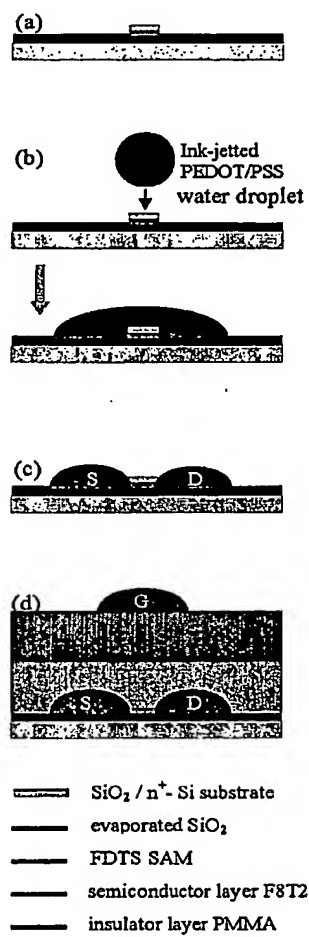 (a)
(b)
Ink-jetted
PEDOT/PSS
water droplet
(c)
S D
(d)
G
S D
SiO₂ / n⁺- Si substrate
evaporated SiO₂
FDTS SAM
semiconductor layer F8T2
insulator layer PMMA